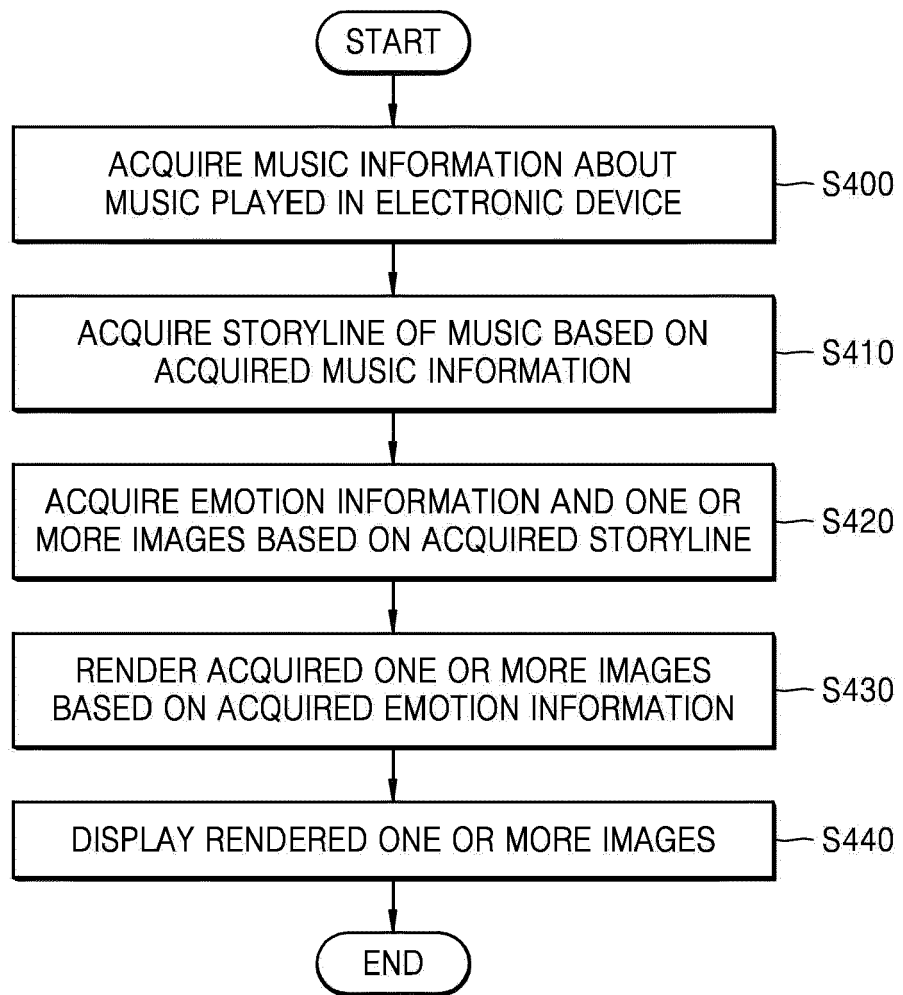 START
ACQUIRE MUSIC INFORMATION ABOUT
MUSIC PLAYED IN ELECTRONIC DEVICE
S400
ACQUIRE STORYLINE OF MUSIC BASED ON
ACQUIRED MUSIC INFORMATION
S410
ACQUIRE EMOTION INFORMATION AND ONE OR
MORE IMAGES BASED ON ACQUIRED STORYLINE
S420
RENDER ACQUIRED ONE OR MORE IMAGES
BASED ON ACQUIRED EMOTION INFORMATION
S430
DISPLAY RENDERED ONE OR MORE IMAGES
S440
END